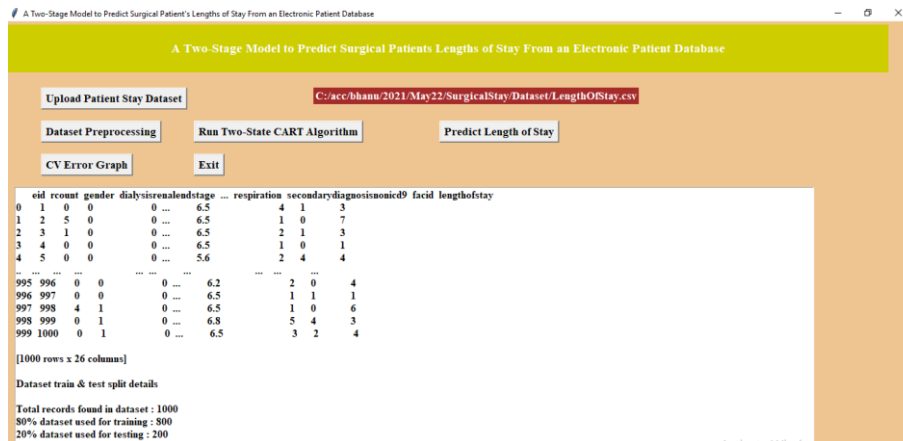 A Two-Stage Model to Predict Surgical Patient's Lengths of Stay From an Electronic Patient Database
A Two-Stage Model to Predict Surgical Patients Lengths of Stay From an Electronic Patient Database
Upload Patient Stay Dataset C:/acc/bhanu/2021/May22/SurgicalStay/Dataset/LengthOfStay.csv
Dataset Preprocessing Run Two-State CART Algorithm Predict Length of Stay
CV Error Graph Exit
eid rcount gender dialysisrenalendstage ... respiration secondarydiagnosisnonicd9 facid lengthofstay
0 1 0 0 0 ... 6.5 4 1 3
1 2 5 0 0 ... 6.5 1 0 7
2 3 1 0 0 ... 6.5 2 1 3
3 4 0 0 0 ... 6.5 1 0 1
4 5 0 0 0 ... 5.6 2 4 4
.. ... ... ... ... ... ... ... ... ...
995 996 0 0 0 ... 6.2 2 0 4
996 997 0 0 0 ... 6.5 1 1 1
997 998 4 1 0 ... 6.5 1 0 6
998 999 0 1 0 ... 6.8 5 4 3
999 1000 0 1 0 ... 6.5 3 2 4
[1000 rows x 26 columns]
Dataset train & test split details
Total records found in dataset : 1000
80% dataset used for training : 800
20% dataset used for testing : 200